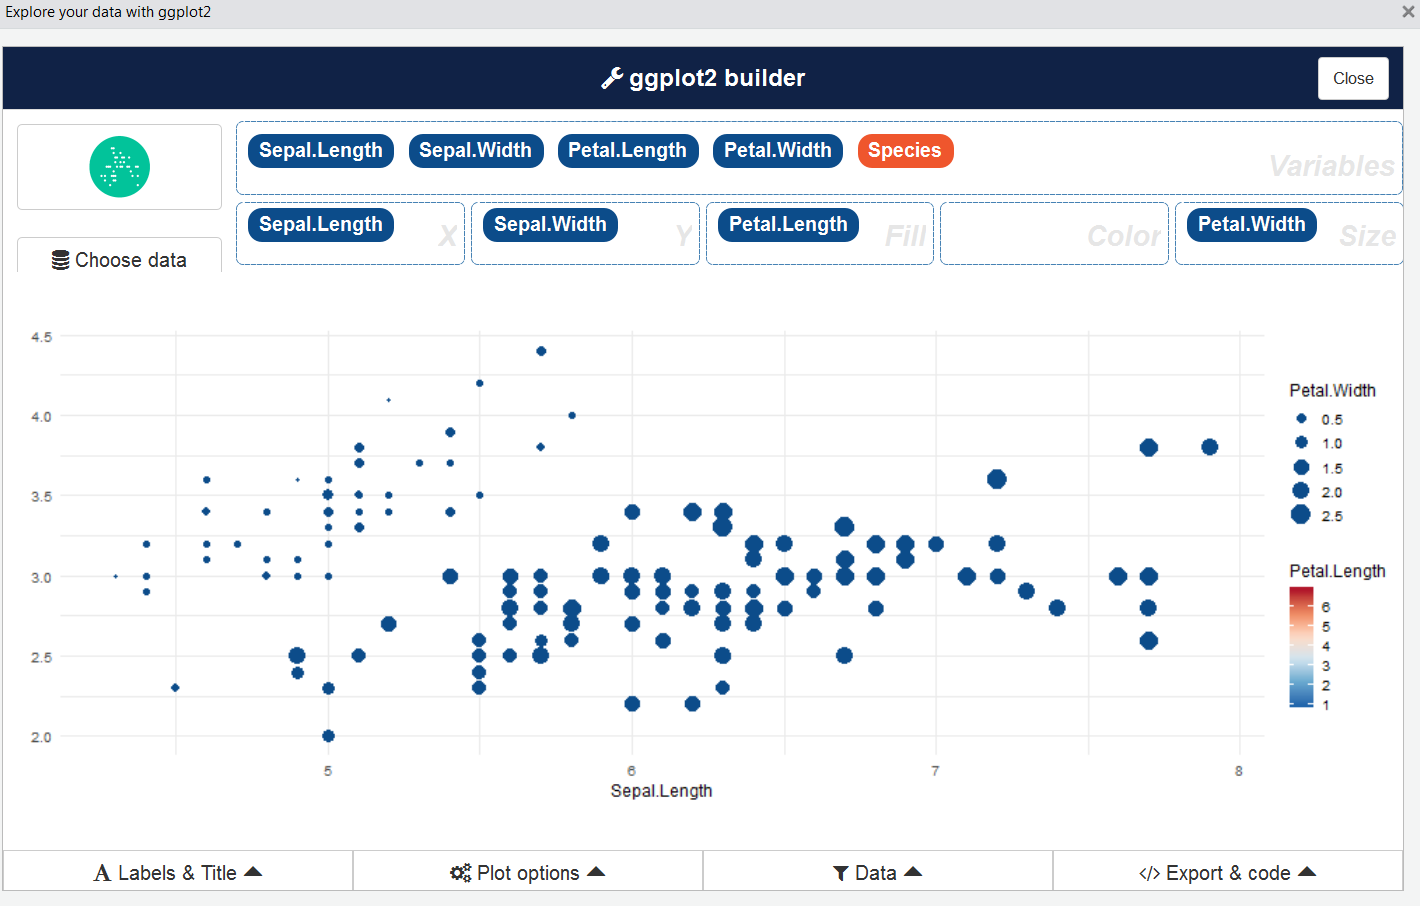 Explore your data with ggplot2
ggplot2 builder
Close
Sepal.Length Sepal.Width Petal.Length Petal.Width Species
Variables
Sepal.Length X Sepal.Width Y Petal.Length Fill Color Petal.Width Size
Choose data
4.5
4.0
3.5
3.0
2.5
2.0
5 6 7 8
Sepal.Length
Petal.Width
0.5
1.0
1.5
2.0
2.5
Petal.Length
6
5
4
3
2
1
Labels & Title Plot options Data </> Export & code